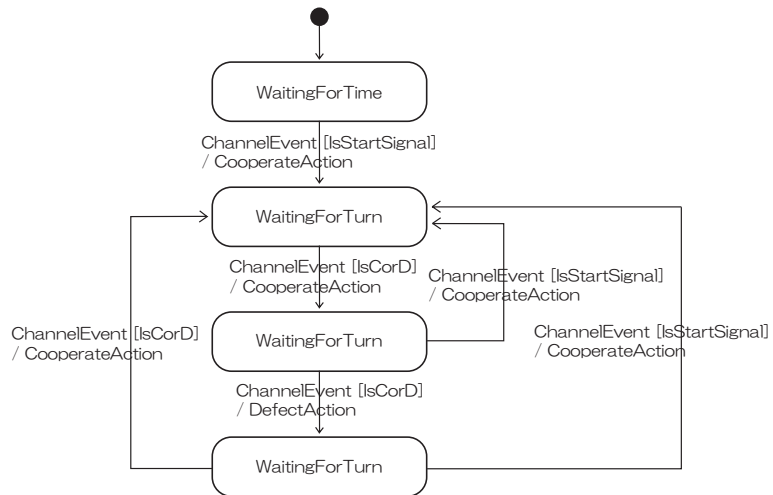 WaitingForTime
ChannelEvent [IsStartSignal]
/ CooperateAction
WaitingForTurn
ChannelEvent [IsCorD]
/ CooperateAction
ChannelEvent [IsStartSignal]
/ CooperateAction
ChannelEvent [IsCorD]
/ CooperateAction
WaitingForTurn
ChannelEvent [IsStartSignal]
/ CooperateAction
ChannelEvent [IsCorD]
/ DefectAction
WaitingForTurn